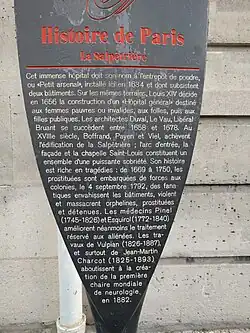 Histoire de Paris
La Salpêtrière
Cet immense hôpital doit son nom à l'entrepôt de poudre,
ou «Petit arsenal», installé ici en 1634 et dont subsistent
deux bâtiments. Sur les mêmes terrains, Louis XIV décide
en 1656 la construction d'un «Hôpital général» destiné
aux femmes pauvres ou invalides, aux filles, puis aux
filles publiques. Les architectes Duval, Le Vau, Libéral
Bruant se succèdent entre 1658 et 1678. Au
XVIIIe siècle, Boffrand, Payen et Viel, achèvent
l'édification de la Salpêtrière ; l'arc d'entrée, la
façade et la chapelle Saint-Louis constituent un
ensemble d'une puissante sobriété. Son histoire
est riche en tragédies ; de 1669 à 1750, les
prostituées sont embarquées de forces aux
colonies, le 4 septembre 1792, des fana-
tiques envahissent les bâtiments, violent
et massacrent orphelines, prostituées
et détenues. Les médecins Pinel
(1745-1826) et Esquirol (1772-1840)
améliorent néanmoins le traitement
réservé aux aliénées. Les tra-
vaux de Vulpian (1826-1887),
et surtout de Jean-Martin
Charcot (1825-1893),
aboutissent à la créa-
tion de la première
chaire mondiale
de neurologie,
en 1882.